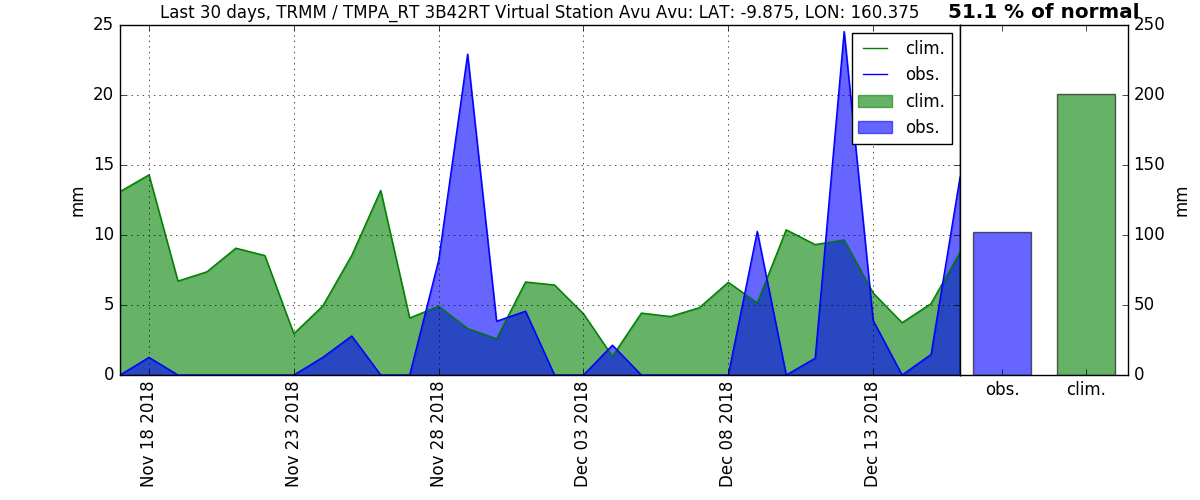 Last 30 days, TRMM / TMPA_RT 3B42RT Virtual Station Avu Avu: LAT: -9.875, LON: 160.375
51.1 % of normal
25
20
15
10
5
0
mm
clim.
obs.
clim.
obs.
250
200
150
100
50
0
mm
Nov 18 2018
Nov 23 2018
Nov 28 2018
Dec 03 2018
Dec 08 2018
Dec 13 2018
obs.
clim.